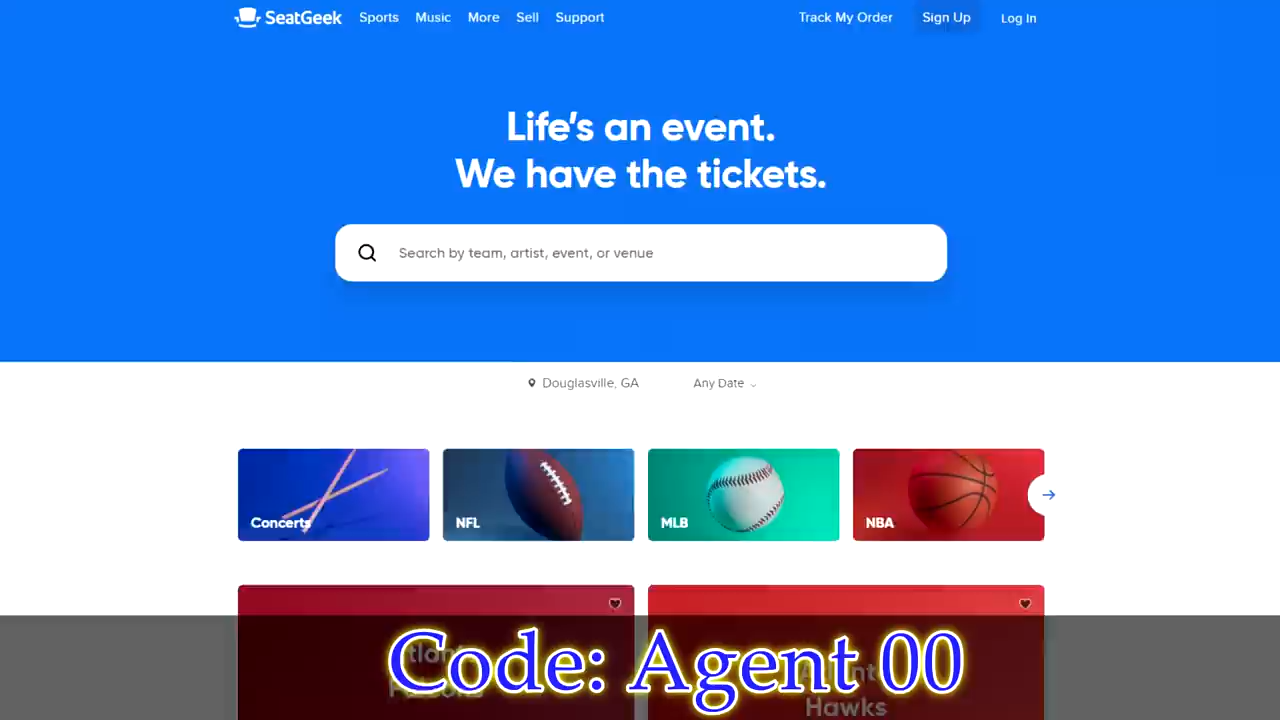 SeatGeek Sports Music More Sell Support Track My Order Sign Up Log In
Life's an event.
We have the tickets.
Search by team, artist, event, or venue
Douglasville, GA Any Date
Concerts NFL MLB NBA
Code: Agent 00
Hawks